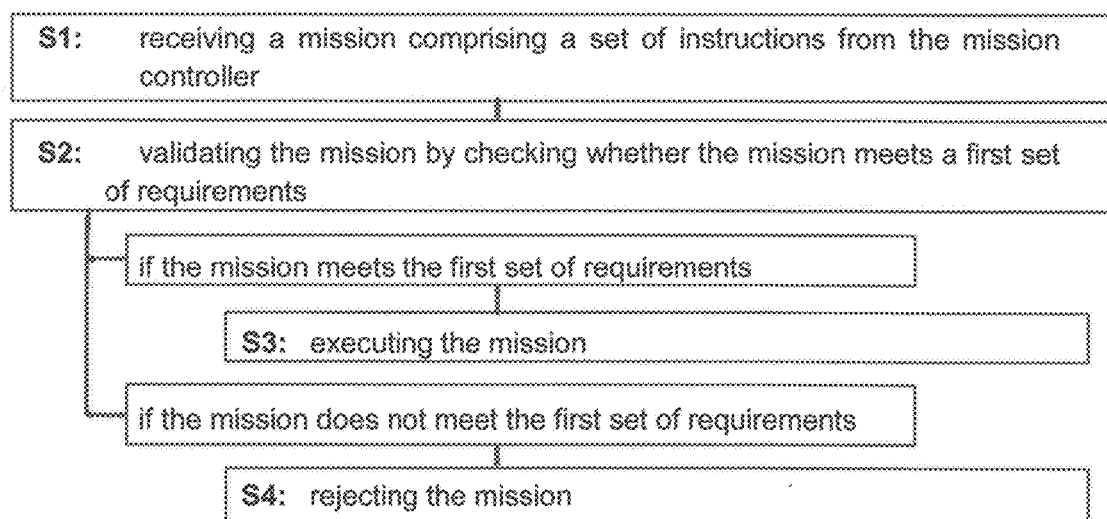 S1: receiving a mission comprising a set of instructions from the mission
controller
S2: validating the mission by checking whether the mission meets a first set
of requirements
if the mission meets the first set of requirements
S3: executing the mission
if the mission does not meet the first set of requirements
S4: rejecting the mission